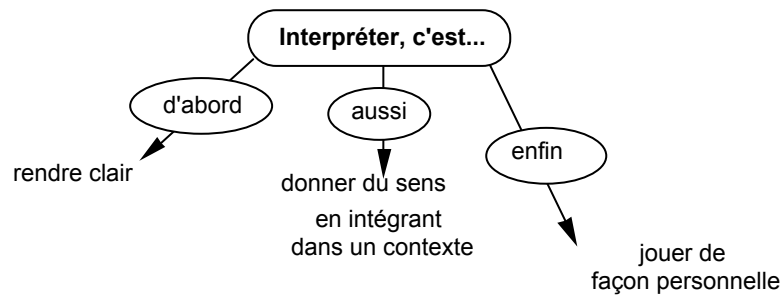 Interpréter, c'est...
d'abord
aussi
enfin
rendre clair
donner du sens
en intégrant
dans un contexte
jouer de
façon personnelle